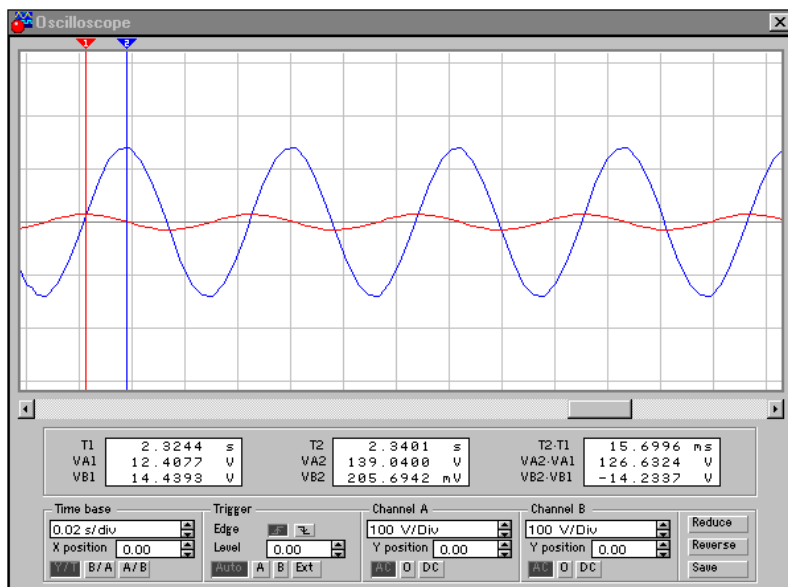 Oscilloscope
1 2
T1 2.3244 s T2 2.3401 s T2-T1 15.6996 ms
VA1 12.4077 V VA2 139.0400 V VA2-VA1 126.6324 V
VB1 14.4393 V VB2 205.6942 mV VB2-VB1 -14.2337 V
Time base Trigger Channel A Channel B
0.02 s/div Edge 100 V/Div 100 V/Div Reduce
X position 0.00 Level 0.00 Y position 0.00 Y position 0.00 Reverse
Y/T B/A A/B Auto A B Ext AC 0 DC AC 0 DC Save